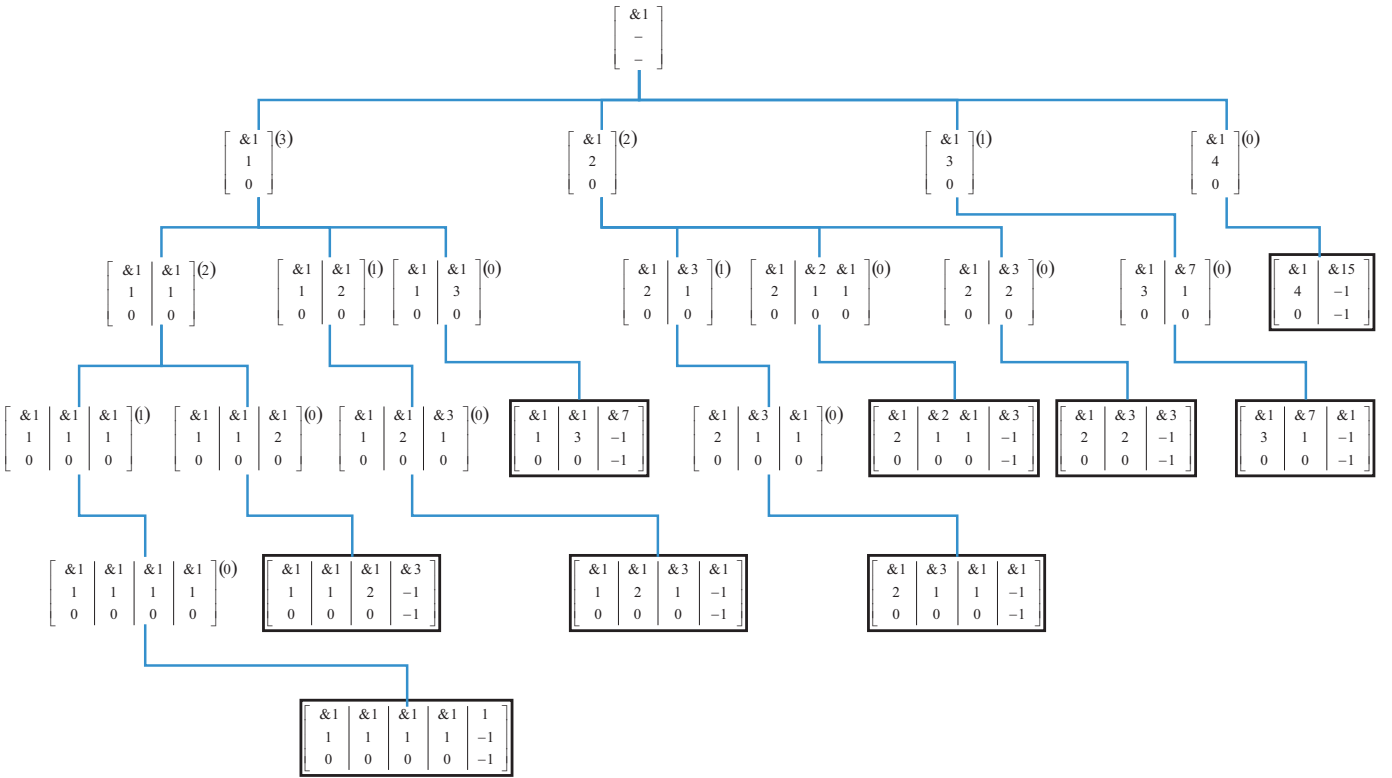 &1
–
–
&1 (3) &1 (2) &1 (1) &1 (0)
1 2 3 4
0 0 0 0
&1 | &1 (2) &1 | &1 (1) &1 | &1 (0) &1 | &3 (1) &1 | &2 &1 (0) &1 | &3 (0) &1 | &7 (0) &1 | &15
1 | 1 1 | 2 1 | 3 2 | 1 2 | 1 1 2 | 2 3 | 1 4 | −1
0 | 0 0 | 0 0 | 0 0 | 0 0 | 0 0 0 | 0 0 | 0 0 | −1
&1 | &1 | &1 (1) &1 | &1 | &1 (0) &1 | &1 | &3 (0) &1 | &1 | &7 &1 | &3 | &1 (0) &1 | &2 &1 | &3 &1 | &3 | &3 &1 | &7 | &1
1 | 1 | 1 1 | 1 | 2 1 | 2 | 1 1 | 3 | −1 2 | 1 | 1 2 | 1 1 | −1 2 | 2 | −1 3 | 1 | −1
0 | 0 | 0 0 | 0 | 0 0 | 0 | 0 0 | 0 | −1 0 | 0 | 0 0 | 0 0 | −1 0 | 0 | −1 0 | 0 | −1
&1 | &1 | &1 | &1 (0) &1 | &1 | &1 | &3 &1 | &1 | &3 | &1 &1 | &3 | &1 | &1
1 | 1 | 1 | 1 1 | 1 | 2 | −1 1 | 2 | 1 | −1 2 | 1 | 1 | −1
0 | 0 | 0 | 0 0 | 0 | 0 | −1 0 | 0 | 0 | −1 0 | 0 | 0 | −1
&1 | &1 | &1 | &1 | 1
1 | 1 | 1 | 1 | −1
0 | 0 | 0 | 0 | −1